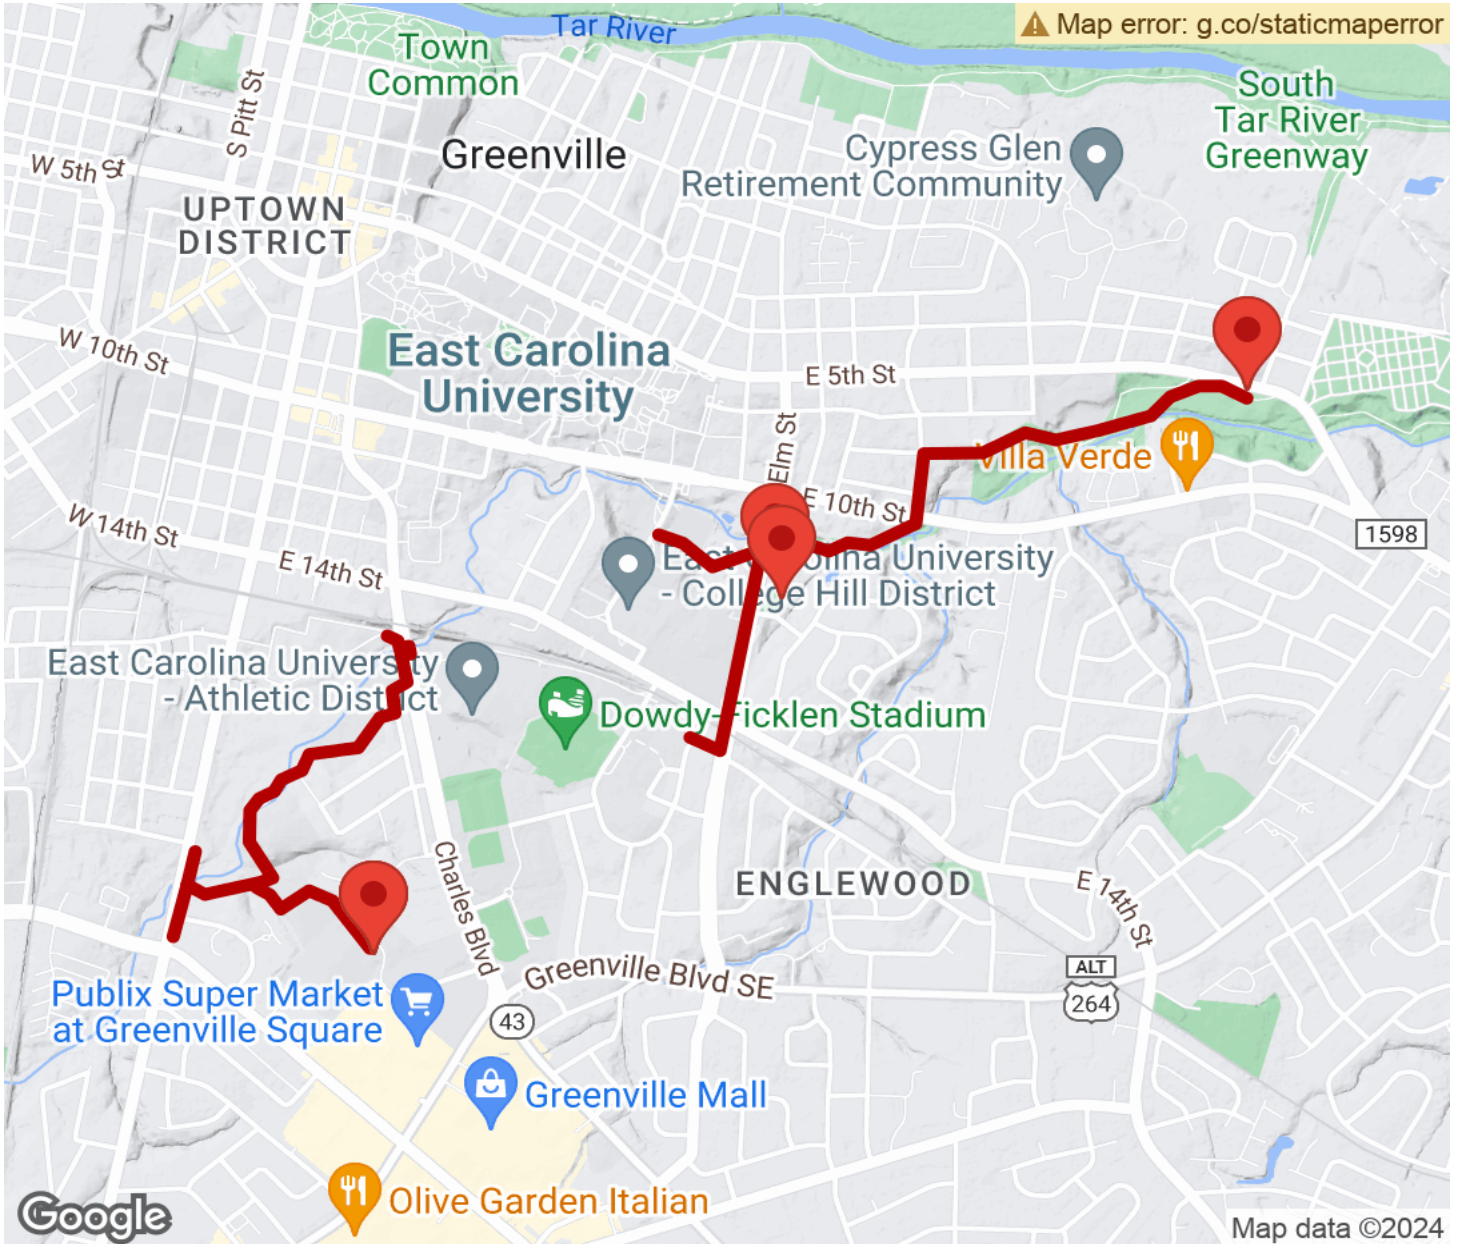 Tar River
Map error: g.co/staticmaperror
Town
Common
South
Tar River
Greenway
S Pitt St
Greenville
Cypress Glen
Retirement Community
W 5th St
UPTOWN
DISTRICT
W 10th St
East Carolina
University
E 5th St
Elm St
Villa Verde
E 10th St
W 14th St
1598
E 14th St
East Carolina University
- College Hill District
East Carolina University
- Athletic District
Dowdy-Ficklen Stadium
Charles Blvd
ENGLEWOOD
E 14th St
Greenville Blvd SE
ALT
264
Publix Super Market
at Greenville Square
43
Greenville Mall
Olive Garden Italian
Google
Map data ©2024